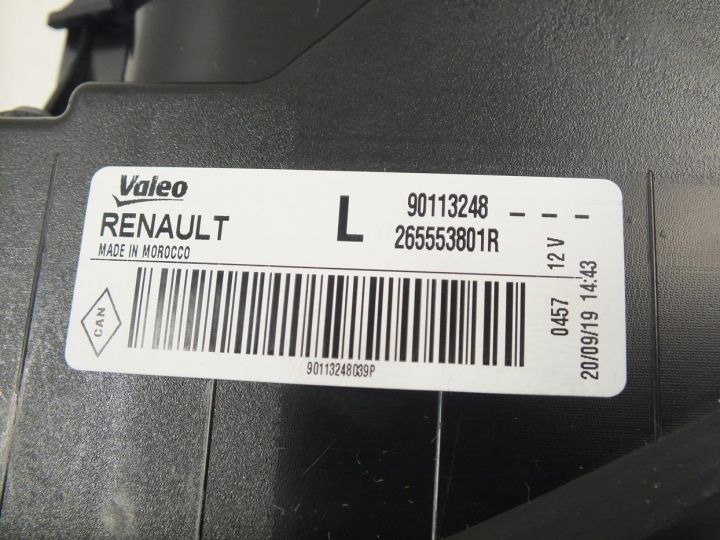 Valeo
RENAULT
MADE IN MOROCCO
L
90113248 - - -
265553801R
12 V
0457
20/09/19 14:43
CAN
90113248039P